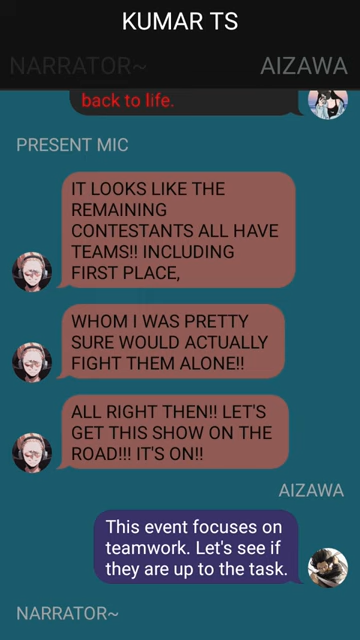 KUMAR TS
NARRATOR~
AIZAWA
back to life.
PRESENT MIC
IT LOOKS LIKE THE
REMAINING
CONTESTANTS ALL HAVE
TEAMS!! INCLUDING
FIRST PLACE,
WHOM I WAS PRETTY
SURE WOULD ACTUALLY
FIGHT THEM ALONE!!
ALL RIGHT THEN!! LET'S
GET THIS SHOW ON THE
ROAD!!! IT'S ON!!
AIZAWA
This event focuses on
teamwork. Let's see if
they are up to the task.
NARRATOR~